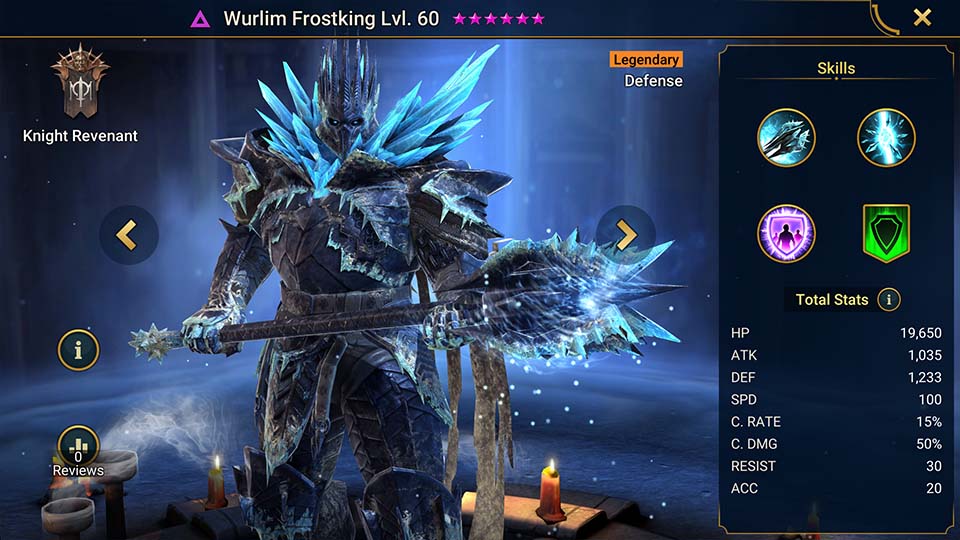 Wurlim Frostking Lvl. 60
Legendary
Defense
Knight Revenant
0
Reviews
Skills
Total Stats i
HP 19,650
ATK 1,035
DEF 1,233
SPD 100
C. RATE 15%
C. DMG 50%
RESIST 30
ACC 20
i